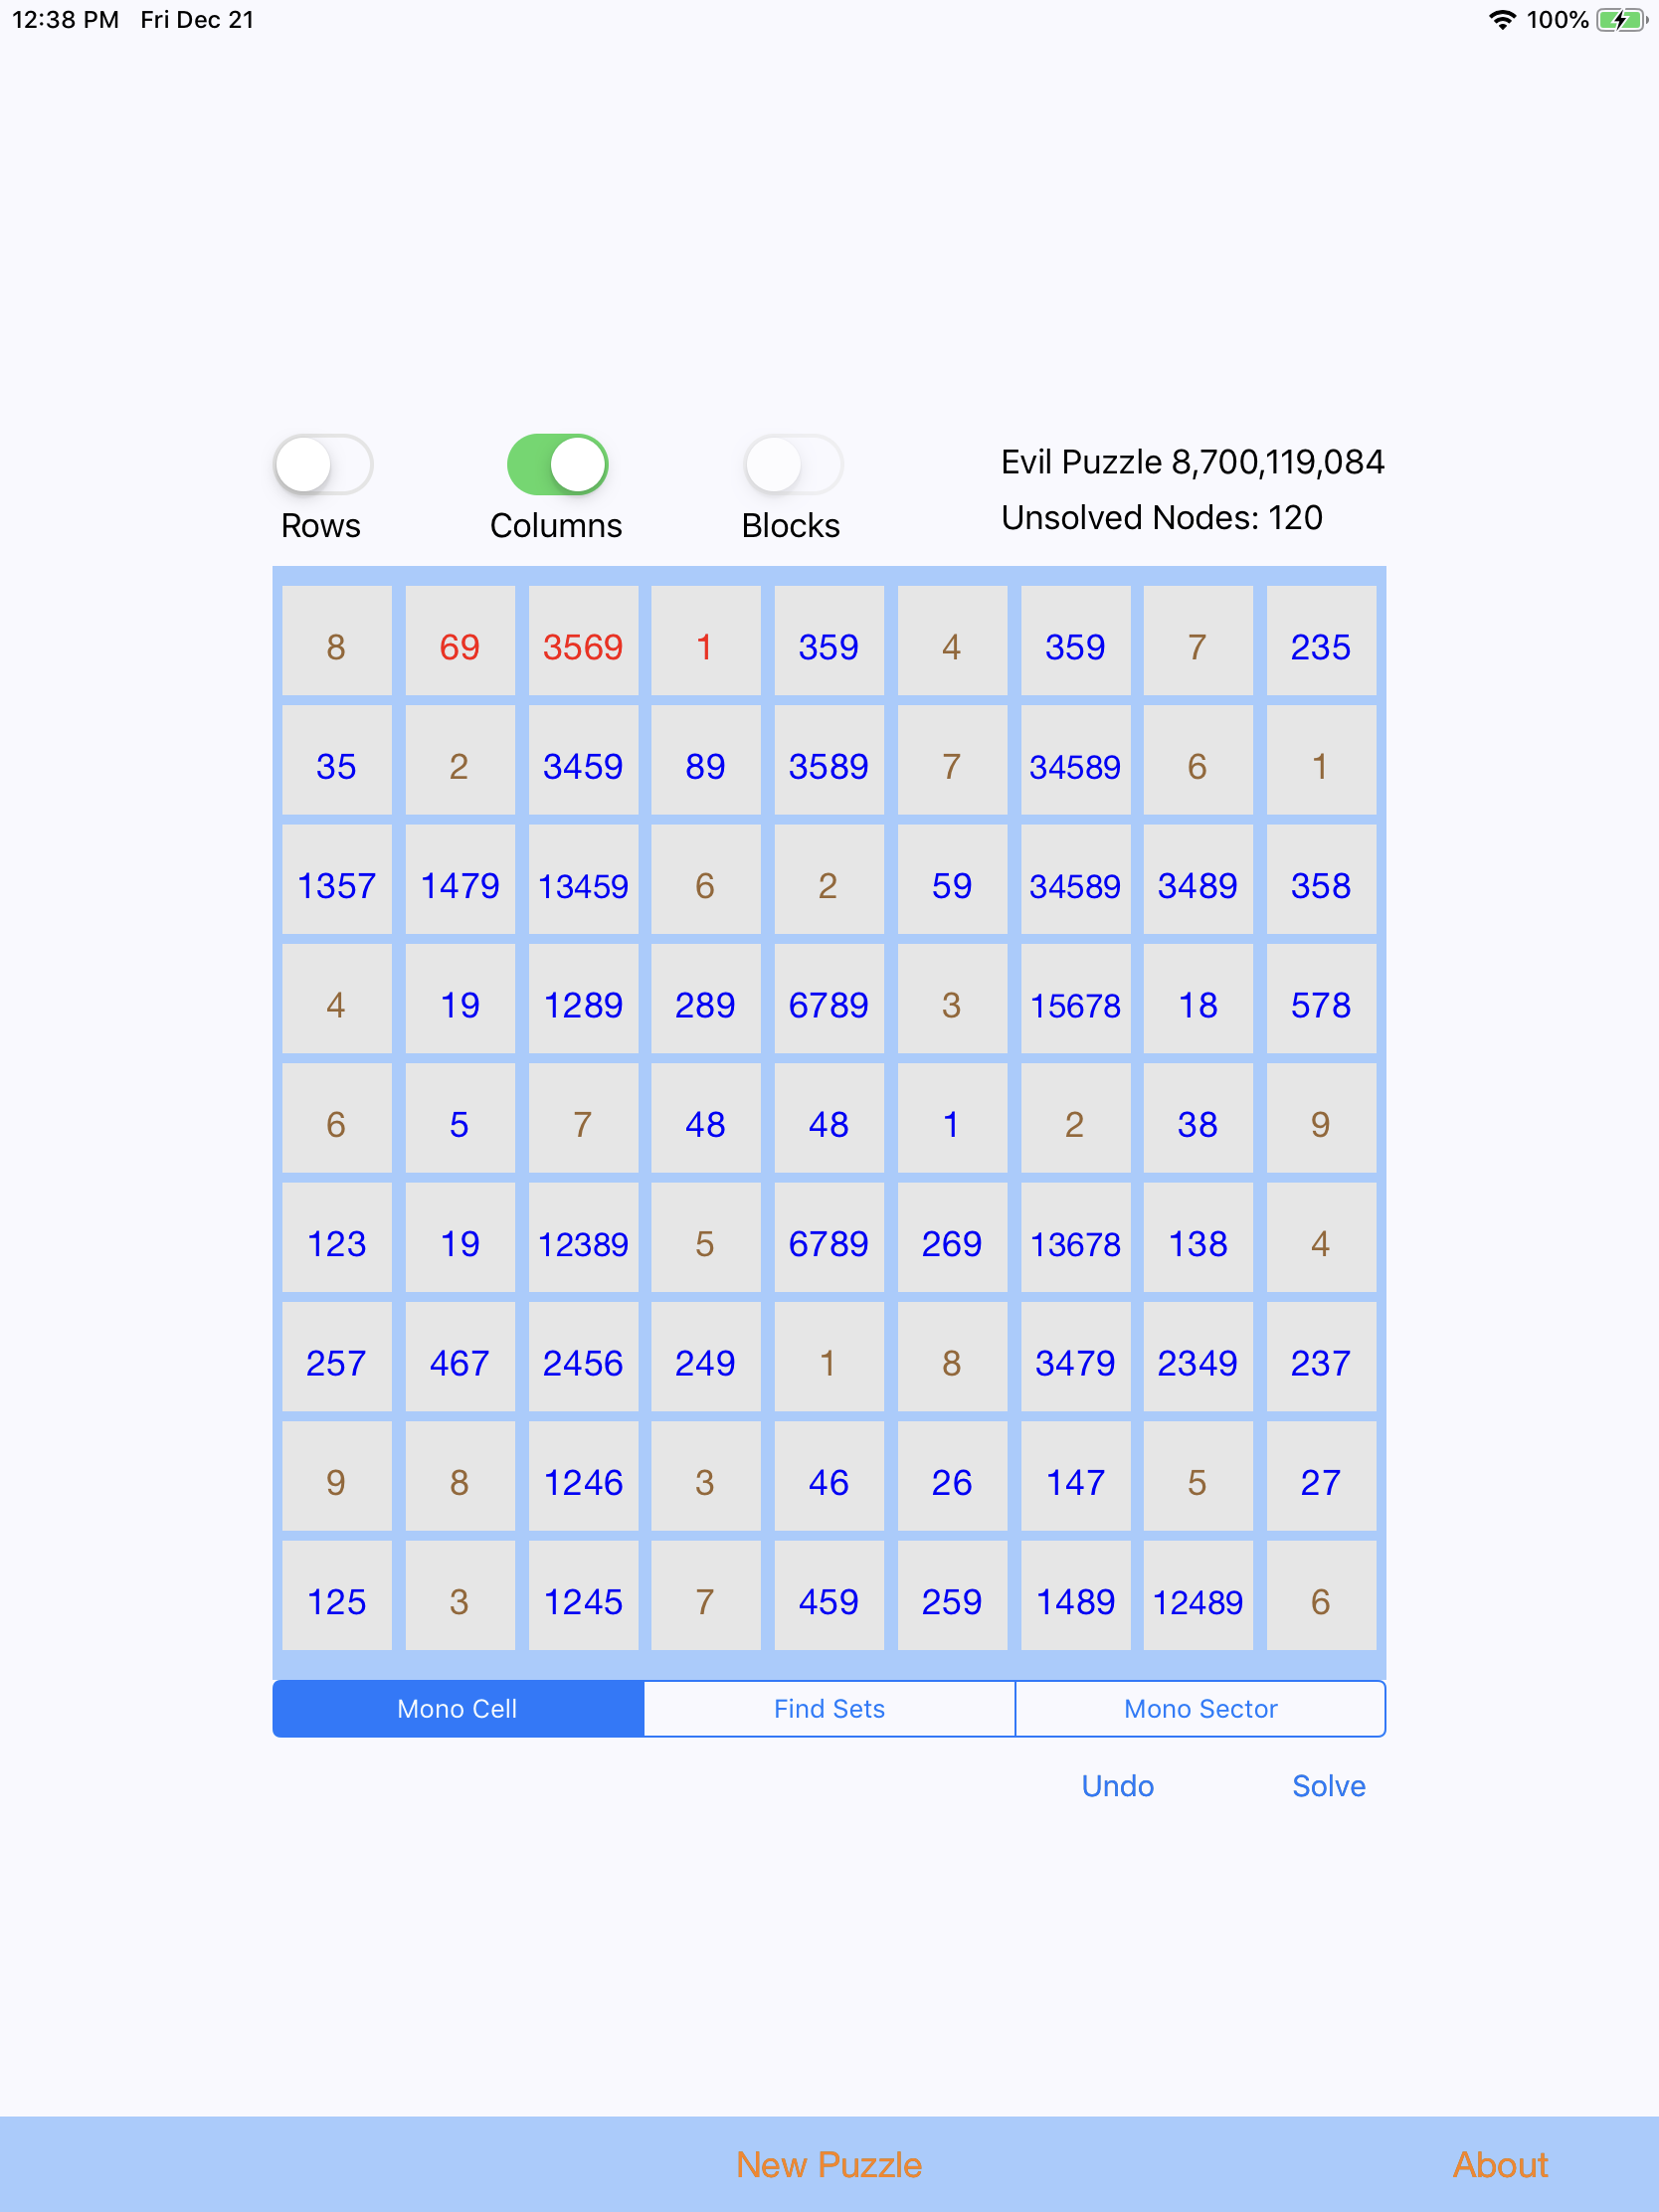 12:38 PM Fri Dec 21 100%
Evil Puzzle 8,700,119,084
Unsolved Nodes: 120
Rows Columns Blocks
8 69 3569 1 359 4 359 7 235
35 2 3459 89 3589 7 34589 6 1
1357 1479 13459 6 2 59 34589 3489 358
4 19 1289 289 6789 3 15678 18 578
6 5 7 48 48 1 2 38 9
123 19 12389 5 6789 269 13678 138 4
257 467 2456 249 1 8 3479 2349 237
9 8 1246 3 46 26 147 5 27
125 3 1245 7 459 259 1489 12489 6
Mono Cell Find Sets Mono Sector
Undo Solve
New Puzzle About